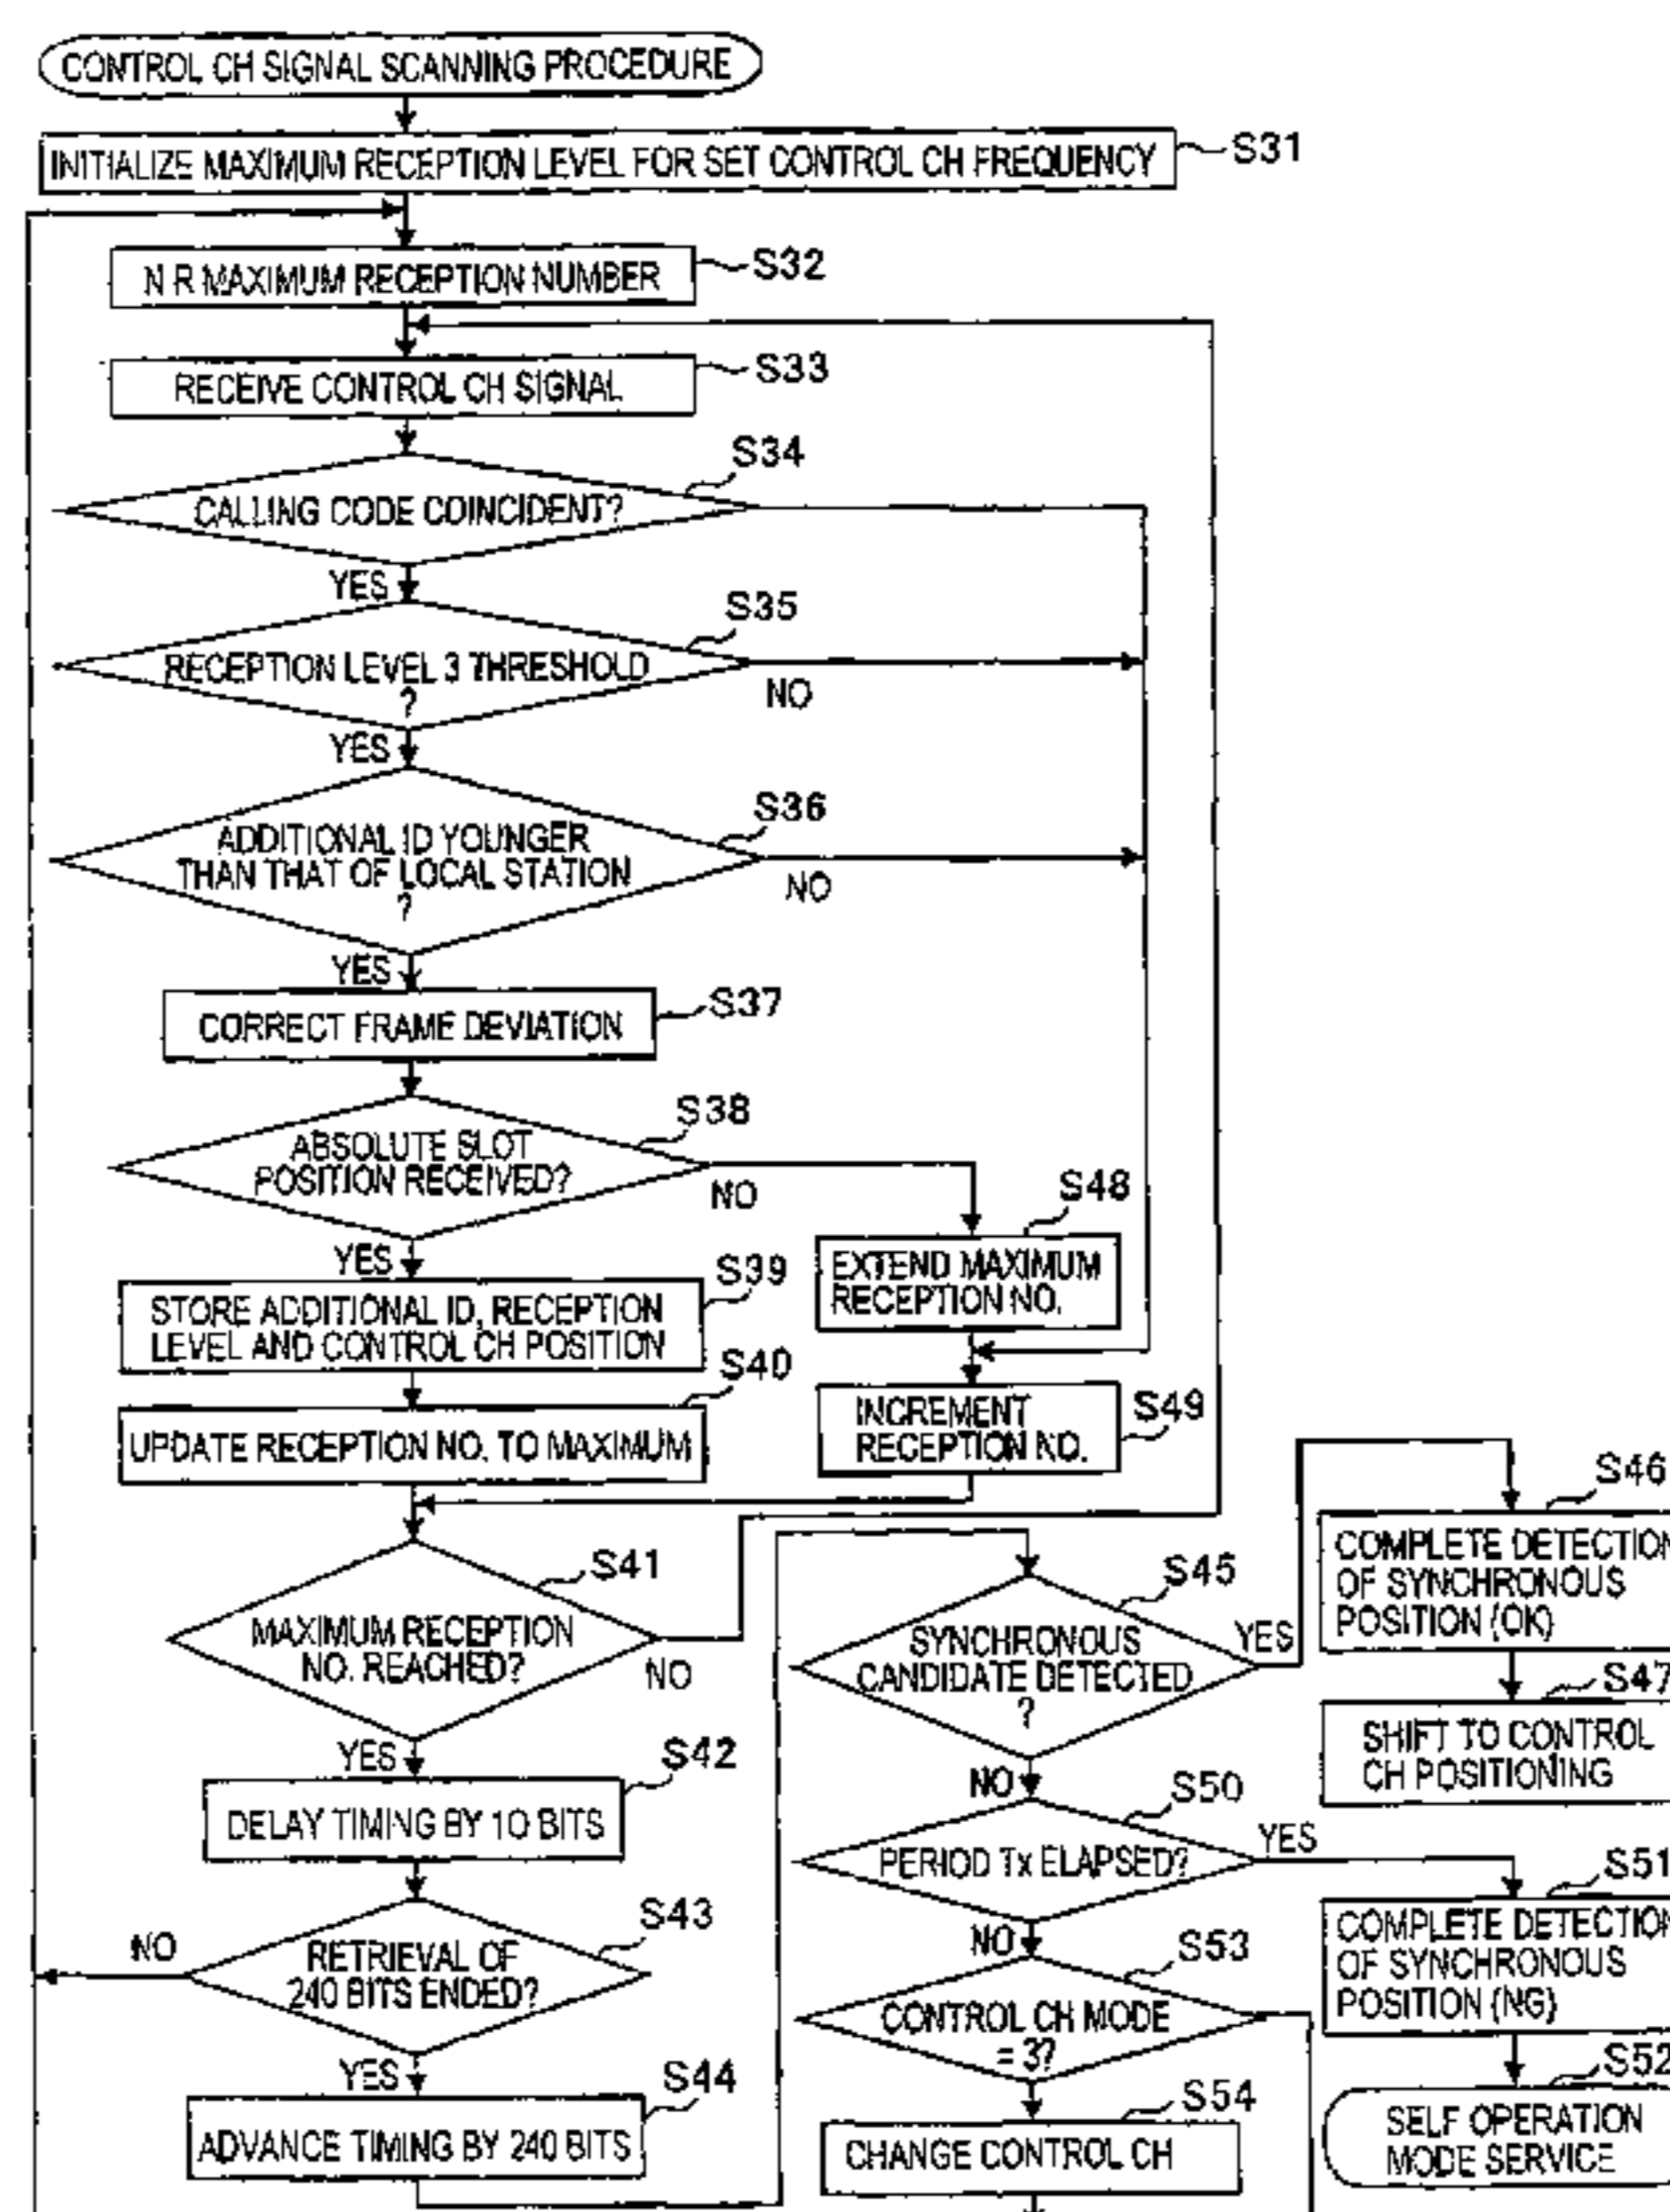 CONTROL CH SIGNAL SCANNING PROCEDURE
INITIALIZE MAXIMUM RECEPTION LEVEL FOR SET CONTROL CH FREQUENCY
S31
N R MAXIMUM RECEPTION NUMBER
S32
RECEIVE CONTROL CH SIGNAL
S33
S34
CALLING CODE COINCIDENT?
YES
S35
RECEPTION LEVEL 3 THRESHOLD
?
NO
YES
S36
ADDITIONAL ID YOUNGER
THAN THAT OF LOCAL STATION
?
NO
YES
S37
CORRECT FRAME DEVIATION
S38
ABSOLUTE SLOT
POSITION RECEIVED?
NO
YES
S48
EXTEND MAXIMUM
RECEPTION NO.
S39
STORE ADDITIONAL ID, RECEPTION
LEVEL AND CONTROL CH POSITION
S40
UPDATE RECEPTION NO. TO MAXIMUM
INCREMENT
RECEPTION NO.
S49
S41
MAXIMUM RECEPTION
NO. REACHED?
NO
YES
S42
DELAY TIMING BY 10 BITS
S43
RETRIEVAL OF
240 BITS ENDED?
NO
YES
S44
ADVANCE TIMING BY 240 BITS
S45
SYNCHRONOUS
CANDIDATE DETECTED
?
YES
NO
S46
COMPLETE DETECTION
OF SYNCHRONOUS
POSITION (OK)
S47
SHIFT TO CONTROL
CH POSITIONING
S50
PERIOD Tx ELAPSED?
YES
NO
S51
COMPLETE DETECTION
OF SYNCHRONOUS
POSITION (NG)
S52
SELF OPERATION
MODE SERVICE
S53
CONTROL CH MODE
= 3?
S54
CHANGE CONTROL CH